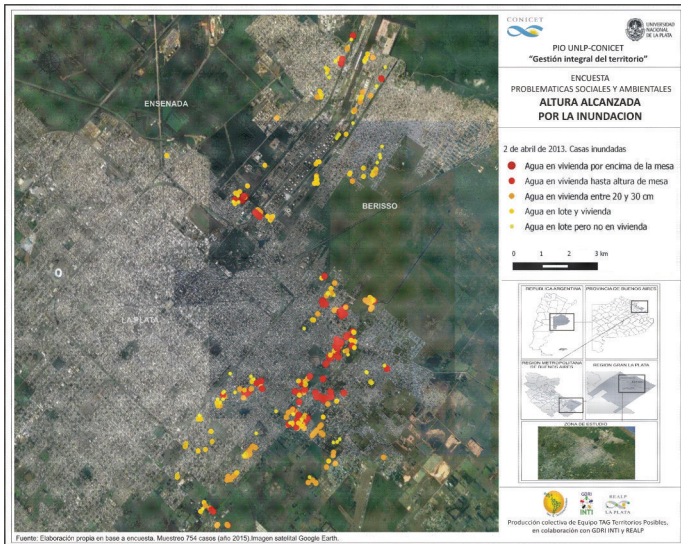 ENSENADA
BERISSO
LA PLATA
CONICET
UNIVERSIDAD
NACIONAL
DE LA PLATA
PIO UNLP-CONICET
“Gestión integral del territorio”
ENCUESTA
PROBLEMATICAS SOCIALES Y AMBIENTALES
ALTURA ALCANZADA
POR LA INUNDACION
2 de abril de 2013. Casas inundadas
Agua en vivienda por encima de la mesa
Agua en vivienda hasta altura de mesa
Agua en vivienda entre 20 y 30 cm
Agua en lote y vivienda
Agua en lote pero no en vivienda
0 1 2 3 km
REPUBLICA ARGENTINA
PROVINCIA DE BUENOS AIRES
REGION METROPOLITANA
DE BUENOS AIRES
REGION GRAN LA PLATA
ZONA DE ESTUDIO
GDRI
INTI
REALP
LA PLATA
Producción colectiva de Equipo TAG Territorios Posibles,
en colaboración con GDRI INTI y REALP
Fuente: Elaboración propia en base a encuesta. Muestreo 754 casos (año 2015).Imagen satelital Google Earth.